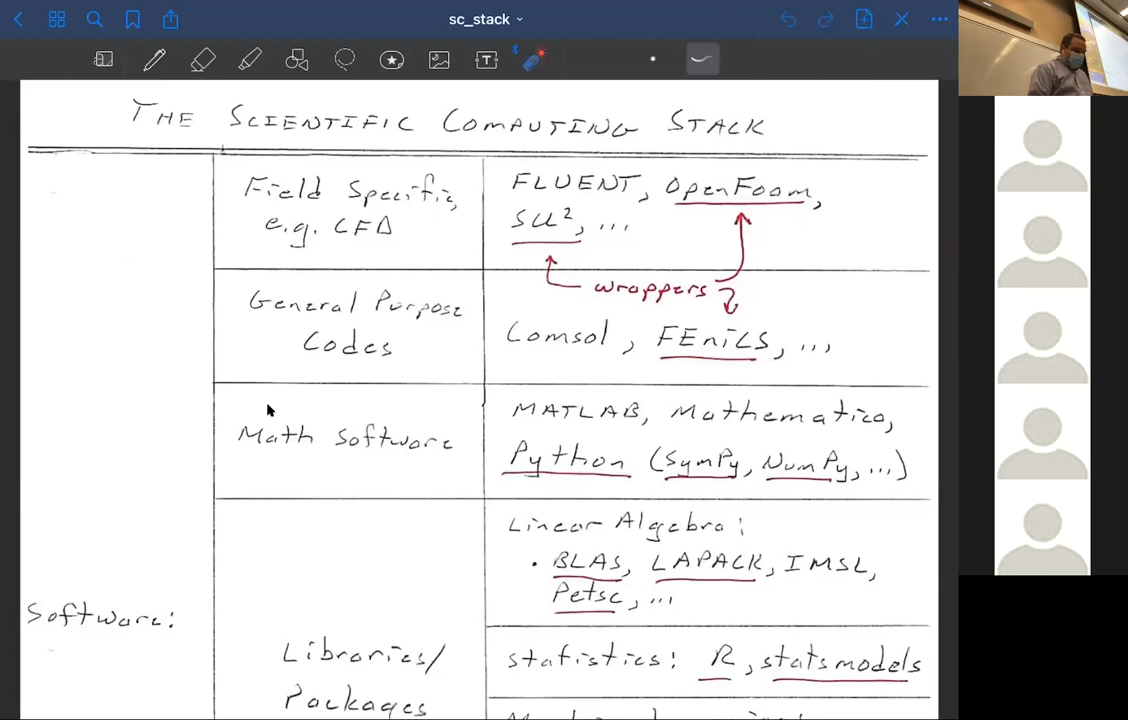 sc_stack
THE SCIENTIFIC COMPUTING STACK
Field Specific,
e.g. CFD
FLUENT, OpenFoam,
SU², ...
wrappers
General Purpose
Codes
Comsol, FEniCS, ...
Math Software
MATLAB, Mathematica,
Python (SymPy, NumPy, ...)
Linear Algebra:
• BLAS, LAPACK, IMSL,
Petsc, ...
Software:
Libraries/
Packages
statistics: R, statsmodels